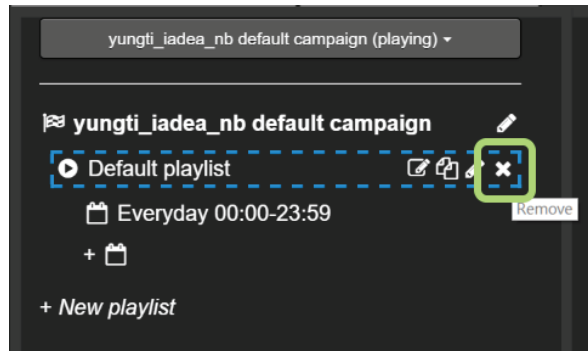 yungti_iadea_nb default campaign (playing)
yungti_iadea_nb default campaign
Default playlist
Remove
Everyday 00:00-23:59
+
+ New playlist